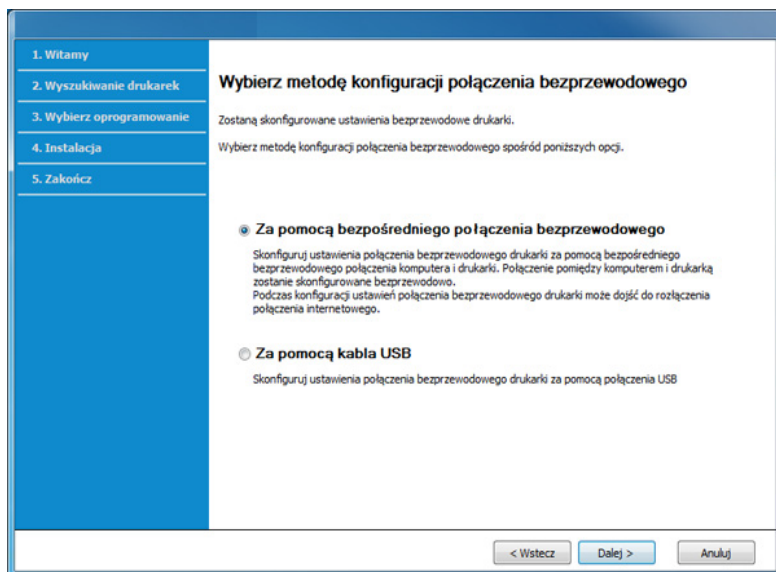 1. Witamy
2. Wyszukiwanie drukarek
3. Wybierz oprogramowanie
4. Instalacja
5. Zakończ
Wybierz metodę konfiguracji połączenia bezprzewodowego
Zostaną skonfigurowane ustawienia bezprzewodowe drukarki.
Wybierz metodę konfiguracji połączenia bezprzewodowego spośród poniższych opcji.
Za pomocą bezpośredniego połączenia bezprzewodowego
Skonfiguruj ustawienia połączenia bezprzewodowego drukarki za pomocą bezpośredniego
bezprzewodowego połączenia komputera i drukarki. Połączenie pomiędzy komputerem i drukarką
zostanie skonfigurowane bezprzewodowo.
Podczas konfiguracji ustawień połączenia bezprzewodowego drukarki może dojść do rozłączenia
połączenia internetowego.
Za pomocą kabla USB
Skonfiguruj ustawienia połączenia bezprzewodowego drukarki za pomocą połączenia USB
< Wstecz
Dalej >
Anuluj